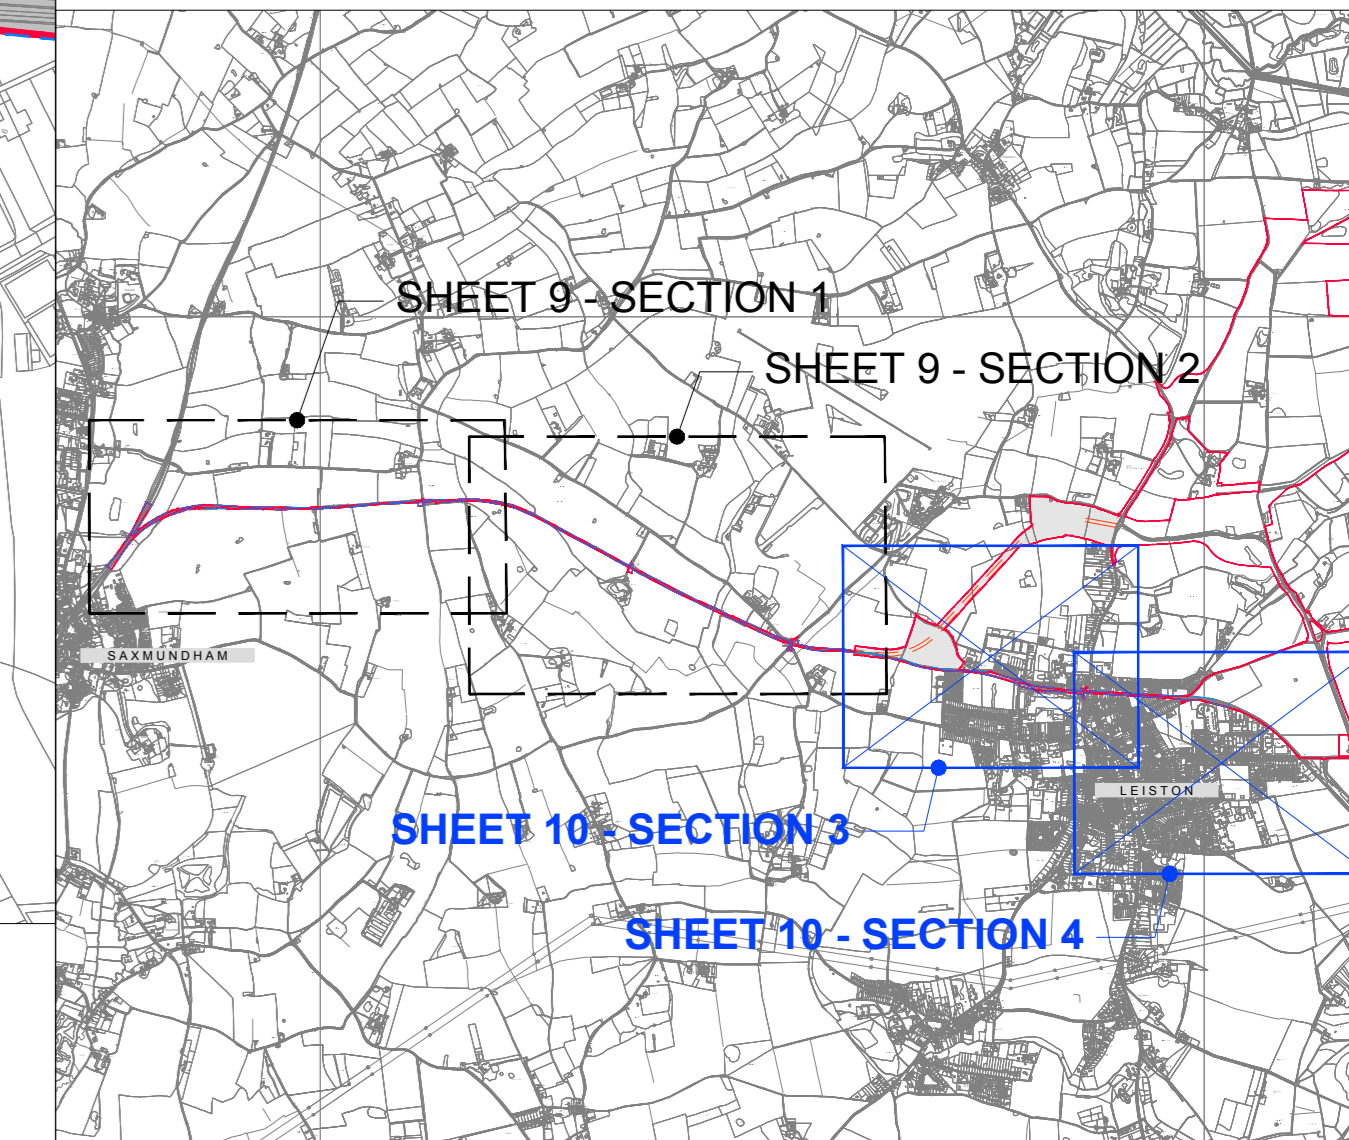 SHEET 9 - SECTION 1
SHEET 9 - SECTION 2
SAXMUNDHAM
LEISTON
SHEET 10 - SECTION 3
SHEET 10 - SECTION 4